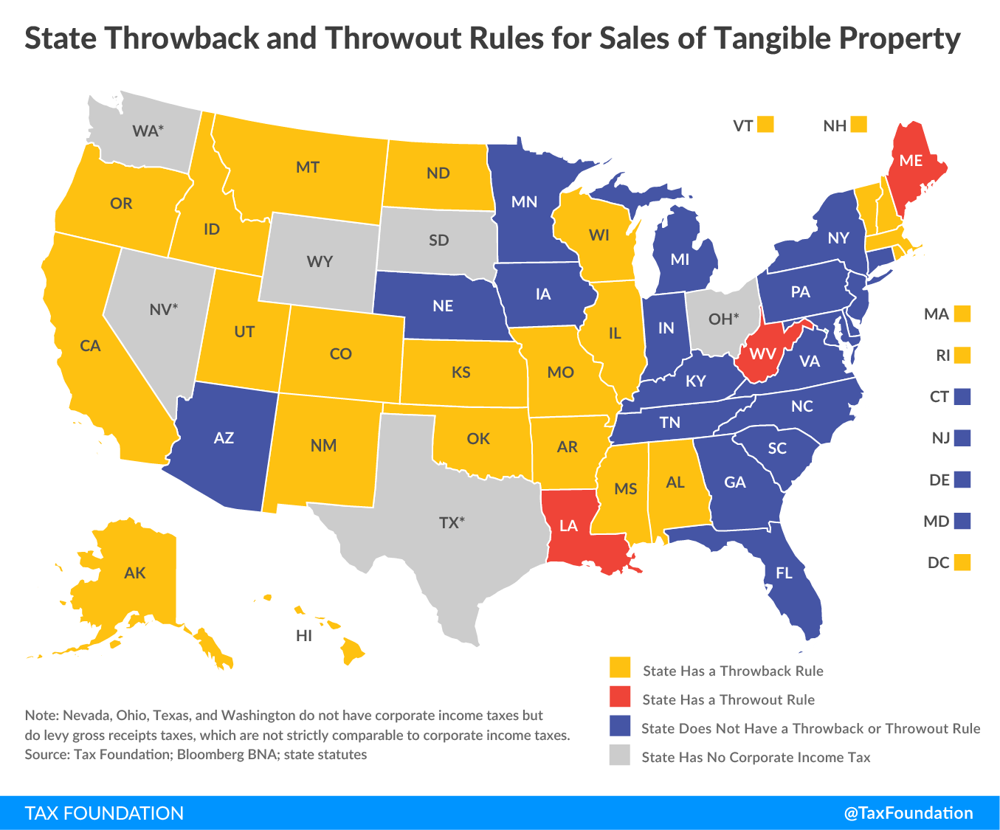 State Throwback and Throwout Rules for Sales of Tangible Property
VT
NH
ME
WA*
MT
ND
MN
OR
ID
SD
WI
NY
WY
MI
NV*
NE
IA
PA
MA
UT
IL
IN
OH*
CA
CO
KS
MO
WV
VA
RI
KY
CT
NC
AZ
TN
NJ
NM
OK
AR
SC
MS
AL
GA
DE
TX*
LA
MD
AK
FL
DC
HI
State Has a Throwback Rule
State Has a Throwout Rule
State Does Not Have a Throwback or Throwout Rule
State Has No Corporate Income Tax
Note: Nevada, Ohio, Texas, and Washington do not have corporate income taxes but
do levy gross receipts taxes, which are not strictly comparable to corporate income taxes.
Source: Tax Foundation; Bloomberg BNA; state statutes
TAX FOUNDATION
@TaxFoundation